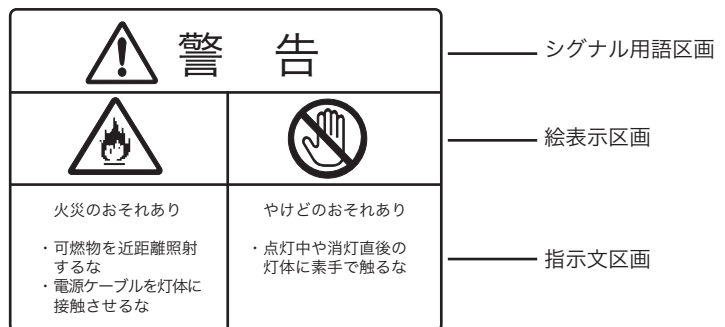 警 告
シグナル用語区画
絵表示区画
火災のおそれあり
・可燃物を近距離照射
するな
・電源ケーブルを灯体に
接触させるな
やけどのおそれあり
・点灯中や消灯直後の
灯体に素手で触るな
指示文区画